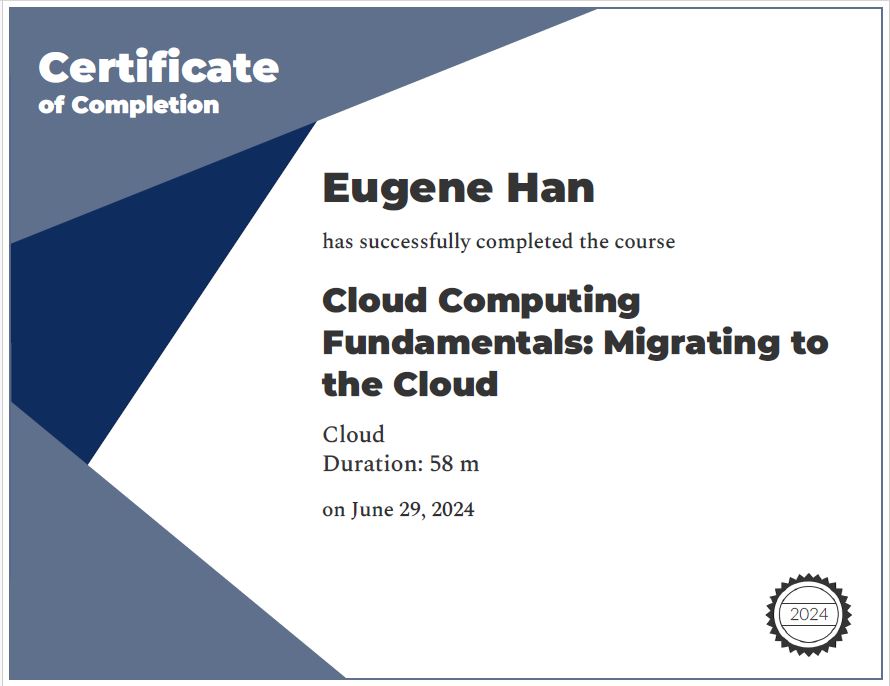 Certificate
of Completion
Eugene Han
has successfully completed the course
Cloud Computing
Fundamentals: Migrating to
the Cloud
Cloud
Duration: 58 m
on June 29, 2024
2024